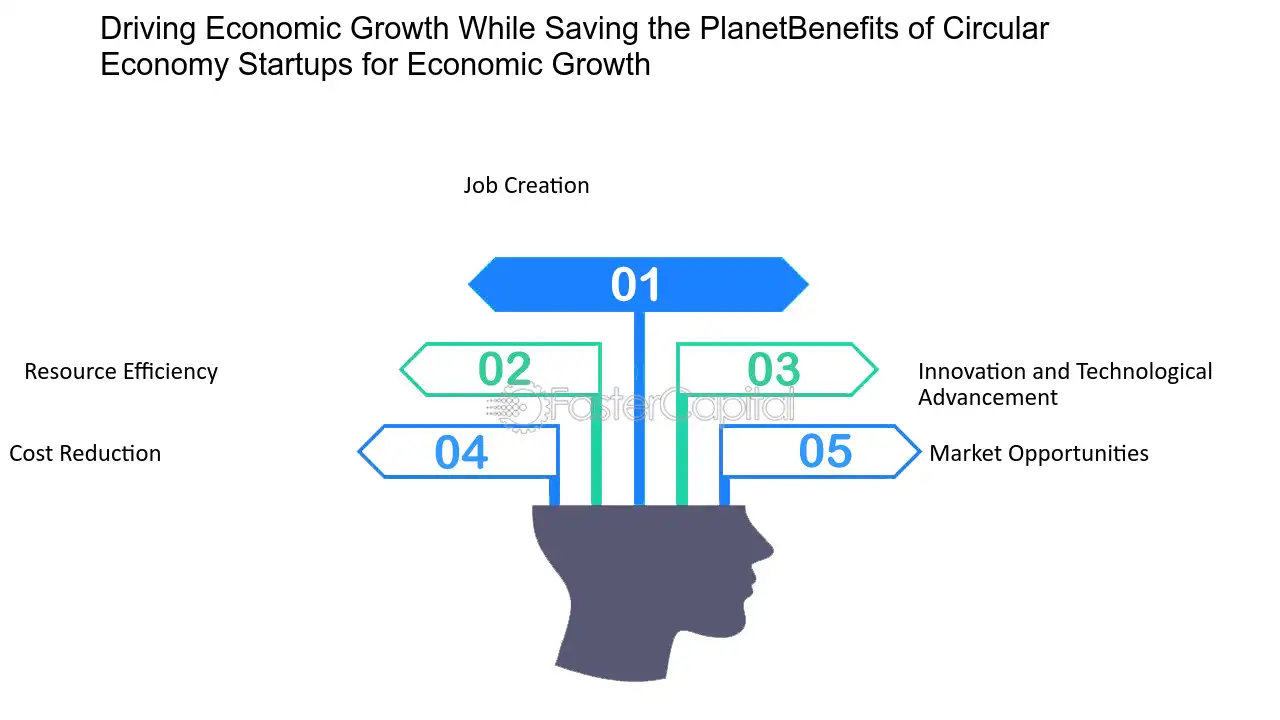 Driving Economic Growth While Saving the PlanetBenefits of Circular
Economy Startups for Economic Growth
Job Creation
01
Resource Efficiency
02
03
Innovation and Technological
Advancement
FasterCapital
Cost Reduction
04
05
Market Opportunities